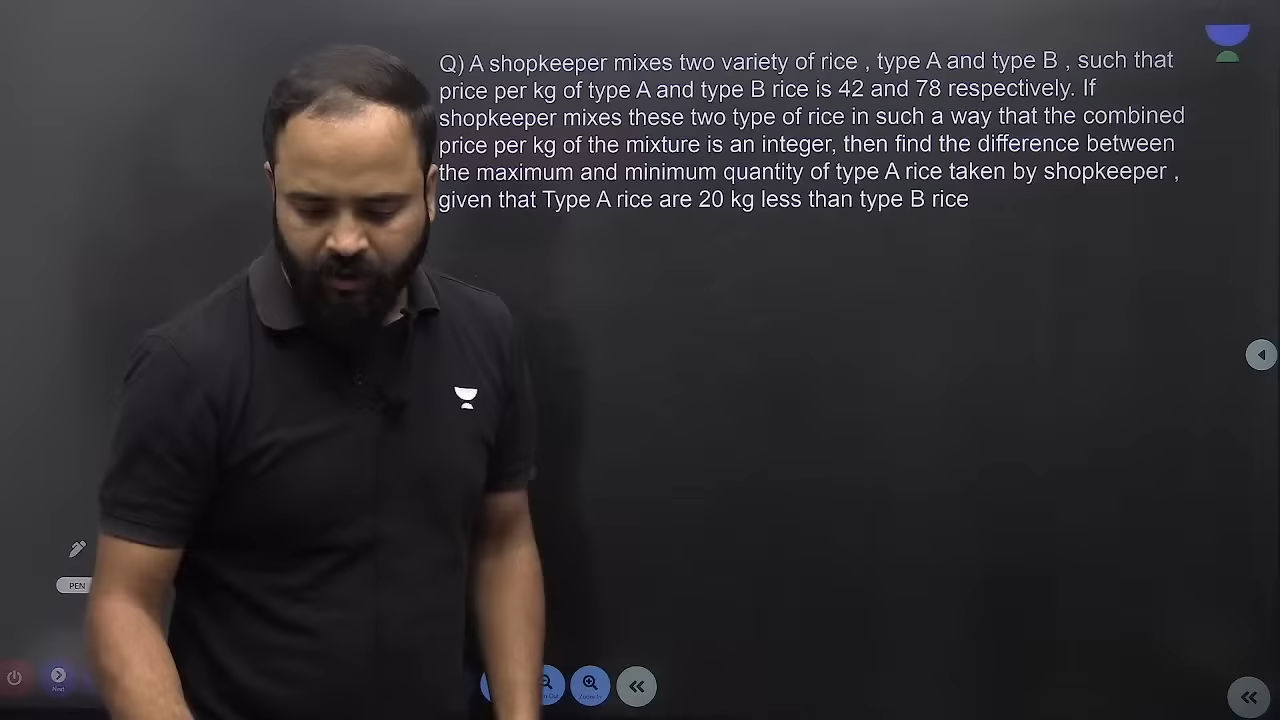 Q) A shopkeeper mixes two variety of rice , type A and type B , such that
price per kg of type A and type B rice is 42 and 78 respectively. If
shopkeeper mixes these two type of rice in such a way that the combined
price per kg of the mixture is an integer, then find the difference between
the maximum and minimum quantity of type A rice taken by shopkeeper ,
given that Type A rice are 20 kg less than type B rice
PEN
Next
Zoom In